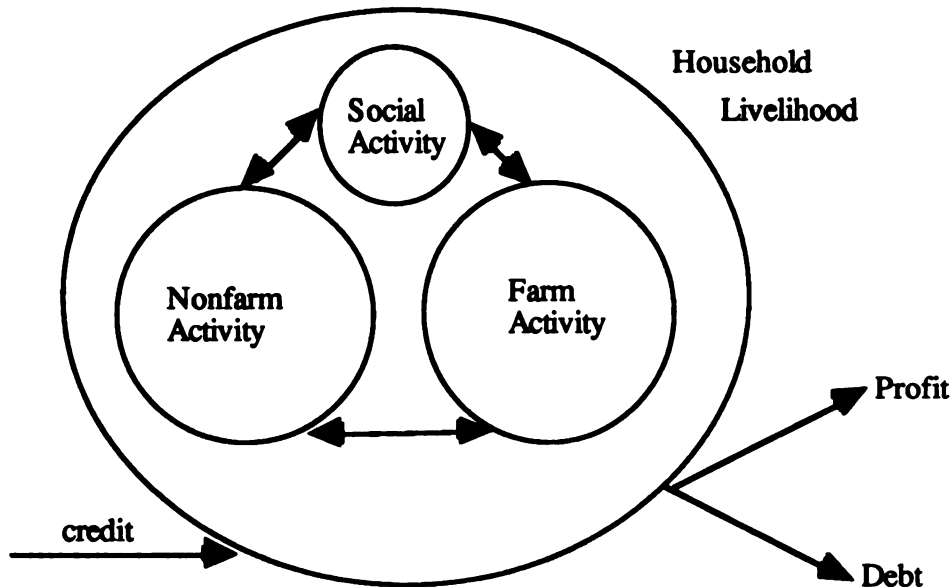 Household
Livelihood
Social
Activity
Nonfarm
Activity
Farm
Activity
Profit
credit
Debt